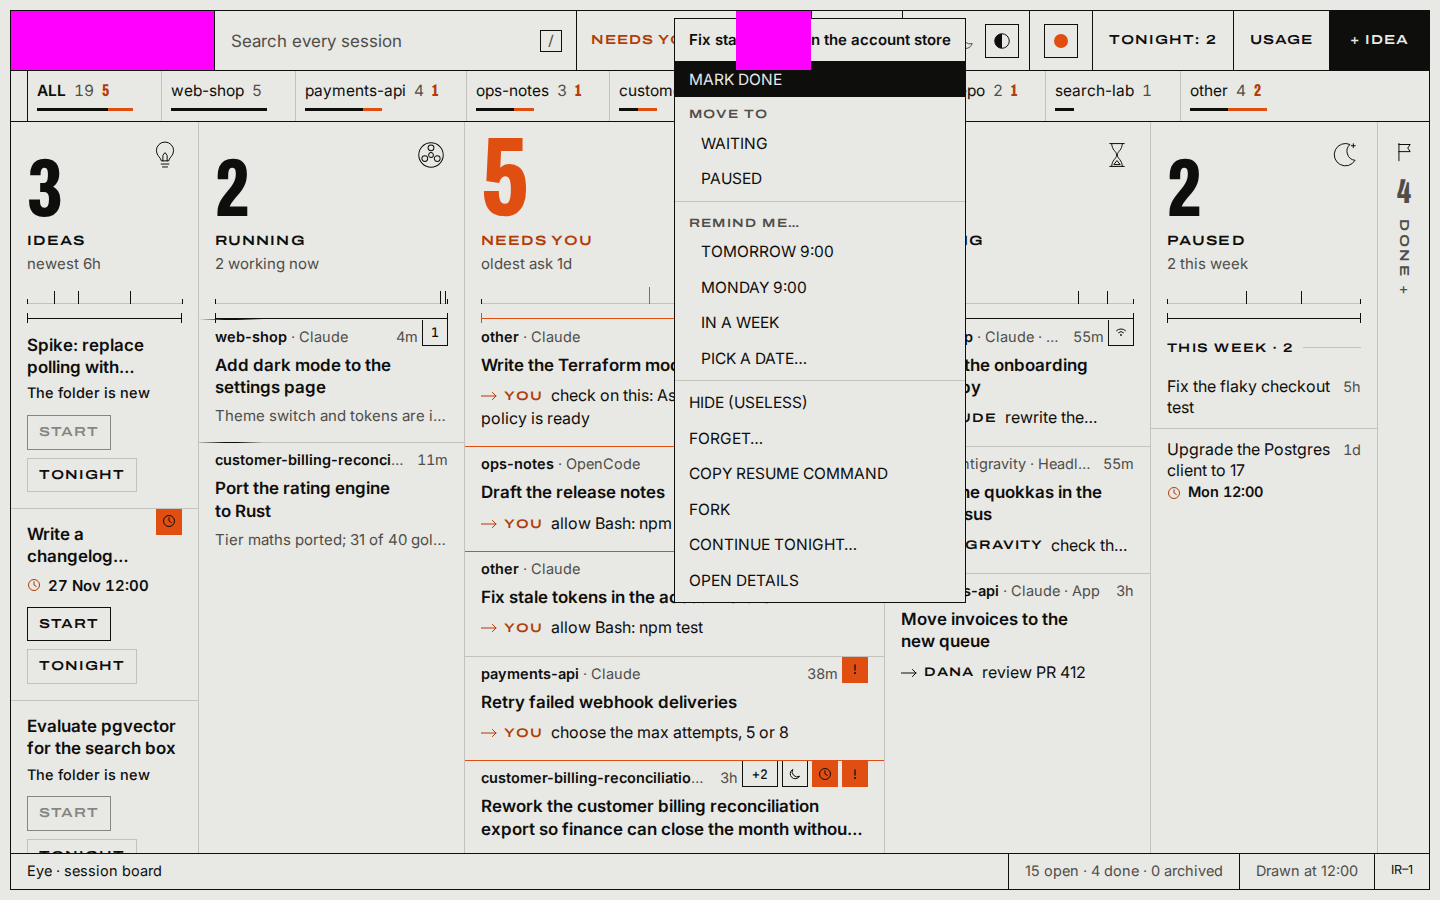 Search every session
/
NEEDS
TONIGHT: 2
USAGE
+ IDEA
ALL 19 5
web-shop 5
payments-api 4 1
ops-notes 3 1
2 1
search-lab 1
other 4 2
3
IDEAS
newest 6h
Spike: replace
polling with...
The folder is new
START
TONIGHT
Write a
changelog...
27 Nov 12:00
START
TONIGHT
Evaluate pgvector
for the search box
The folder is new
START
2
RUNNING
2 working now
web-shop · Claude 4m 1
Add dark mode to the
settings page
Theme switch and tokens are i...
customer-billing-reconci... 11m
Port the rating engine
to Rust
Tier maths ported; 31 of 40 gol...
5
NEEDS YOU
oldest ask 1d
other · Claude
Write the Terraform
→ YOU check on this:
policy is ready
ops-notes · OpenCode
Draft the release notes
→ YOU allow Bash: npm
other · Claude
Fix stale tokens in the
→ YOU allow Bash: npm test
payments-api · Claude 38m !
Retry failed webhook deliveries
→ YOU choose the max attempts, 5 or 8
customer-billing-reconciliatio... 3h +2 !
Rework the customer billing reconciliation
export so finance can close the month withou...
Fix
the account store
MARK DONE
MOVE TO
WAITING
PAUSED
REMIND ME...
TOMORROW 9:00
MONDAY 9:00
IN A WEEK
PICK A DATE...
HIDE (USELESS)
FORGET...
COPY RESUME COMMAND
FORK
CONTINUE TONIGHT...
OPEN DETAILS
· Claude · ... 55m
the onboarding
rewrite the...
· Headl... 55m
quokkas in the
check th...
· Claude · App 3h
Move invoices to the
new queue
→ DANA review PR 412
2
PAUSED
2 this week
THIS WEEK · 2
Fix the flaky checkout 5h
test
Upgrade the Postgres 1d
client to 17
Mon 12:00
4 DONE +
Eye · session board
15 open · 4 done · 0 archived
Drawn at 12:00
IR–1